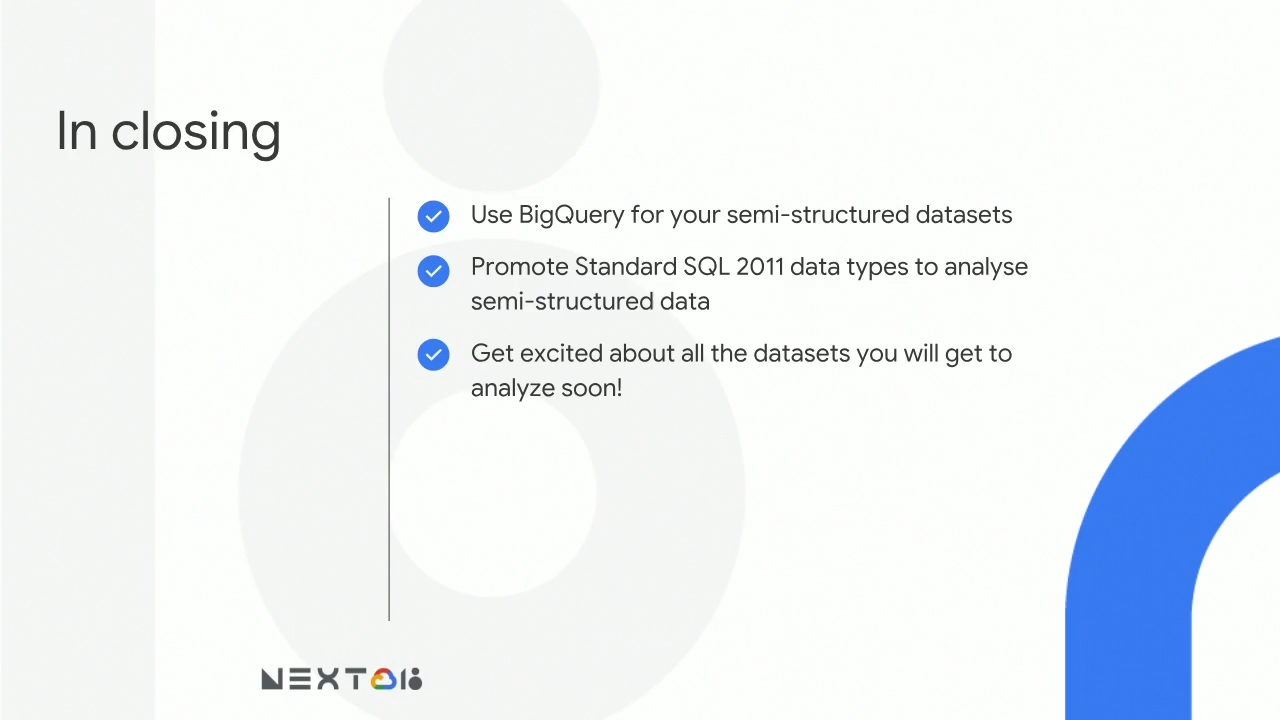 In closing
Use BigQuery for your semi-structured datasets
Promote Standard SQL 2011 data types to analyse
semi-structured data
Get excited about all the datasets you will get to
analyze soon!
NEXT 18